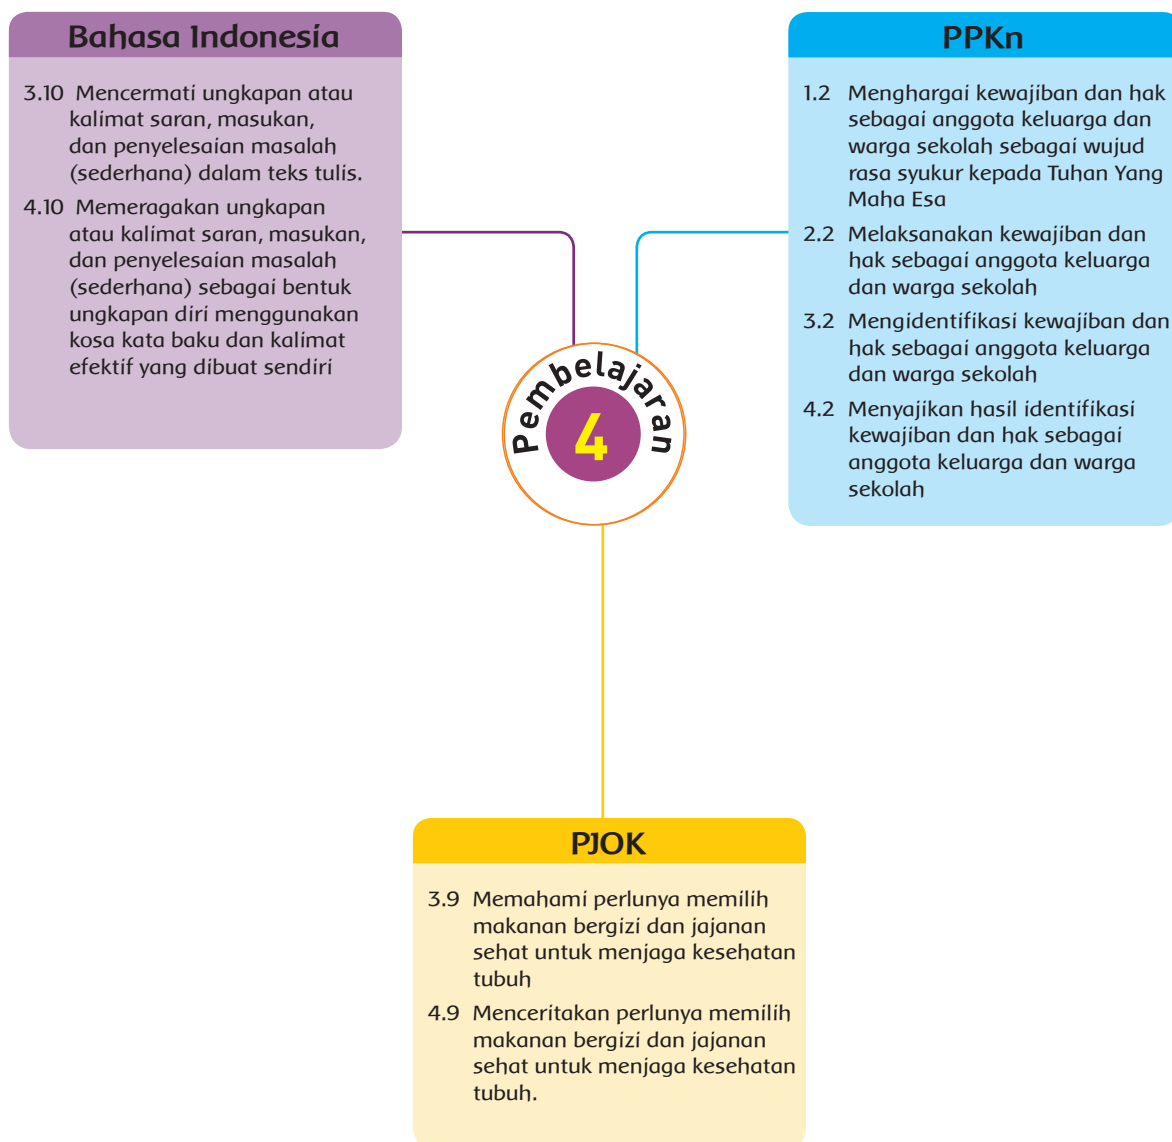 Bahasa Indonesia
3.10 Mencermati ungkapan atau
kalimat saran, masukan,
dan penyelesaian masalah
(sederhana) dalam teks tulis.
4.10 Memeragakan ungkapan
atau kalimat saran, masukan,
dan penyelesaian masalah
(sederhana) sebagai bentuk
ungkapan diri menggunakan
kosa kata baku dan kalimat
efektif yang dibuat sendiri
PPKn
1.2 Menghargai kewajiban dan hak
sebagai anggota keluarga dan
warga sekolah sebagai wujud
rasa syukur kepada Tuhan Yang
Maha Esa
2.2 Melaksanakan kewajiban dan
hak sebagai anggota keluarga
dan warga sekolah
3.2 Mengidentifikasi kewajiban dan
hak sebagai anggota keluarga
dan warga sekolah
4.2 Menyajikan hasil identifikasi
kewajiban dan hak sebagai
anggota keluarga dan warga
sekolah
Pembelajaran
4
PJOK
3.9 Memahami perlunya memilih
makanan bergizi dan jajanan
sehat untuk menjaga kesehatan
tubuh
4.9 Menceritakan perlunya memilih
makanan bergizi dan jajanan
sehat untuk menjaga kesehatan
tubuh.